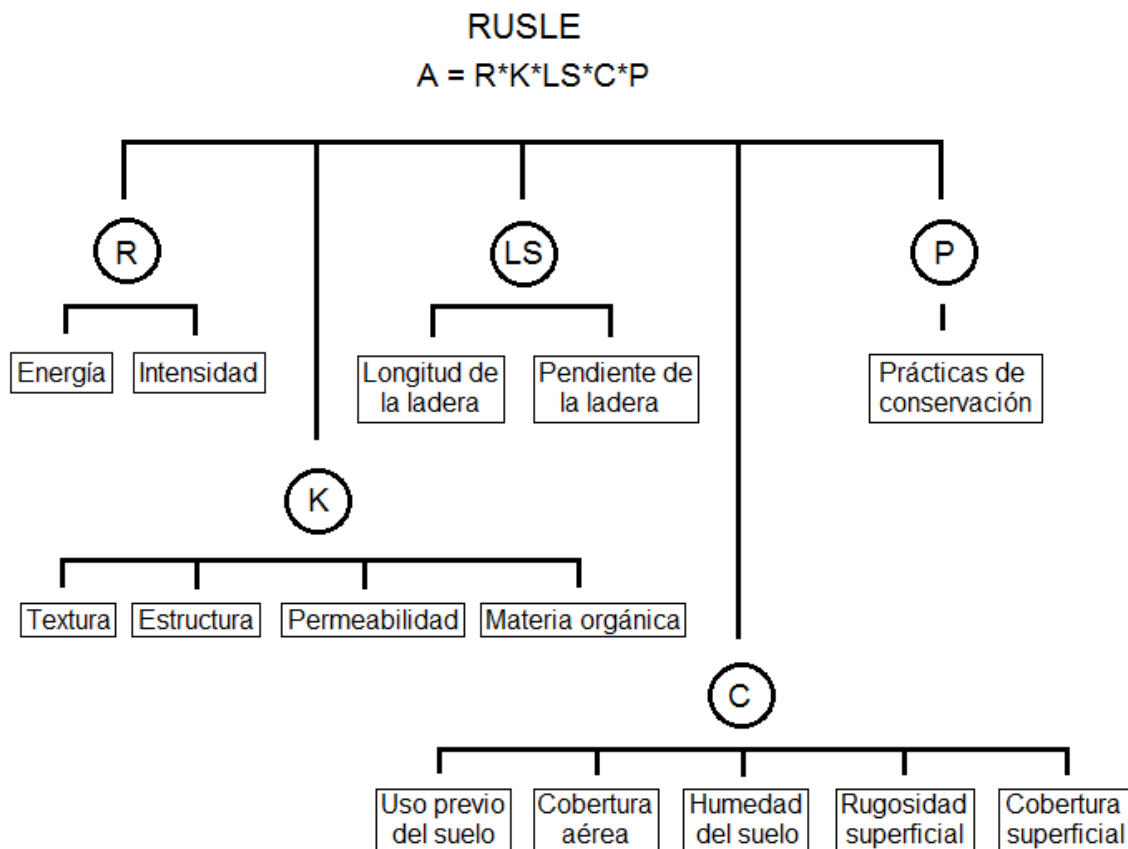 RUSLE
A = R*K*LS*C*P
R
LS
P
Energía
Intensidad
Longitud de
la ladera
Pendiente de
la ladera
Prácticas de
conservación
K
Textura
Estructura
Permeabilidad
Materia orgánica
C
Uso previo
del suelo
Cobertura
aérea
Humedad
del suelo
Rugosidad
superficial
Cobertura
superficial